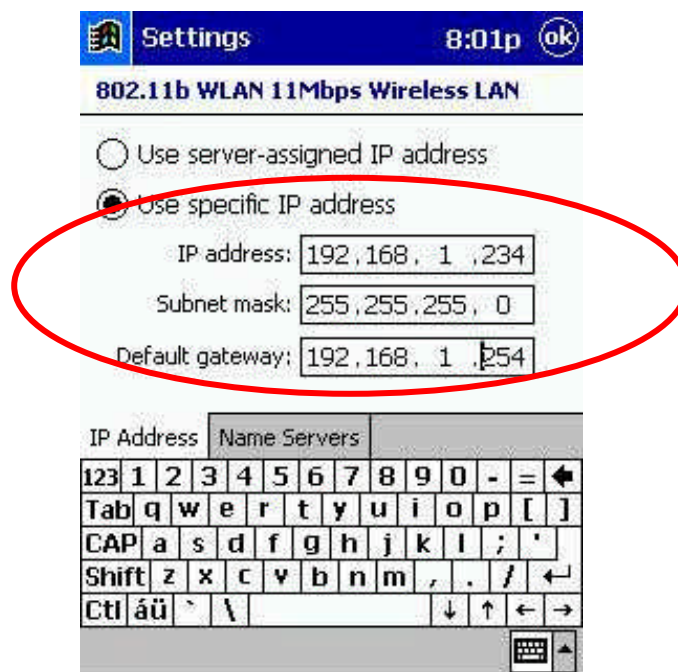 Settings 8:01p ok
802.11b WLAN 11Mbps Wireless LAN
Use server-assigned IP address
Use specific IP address
IP address: 192.168. 1 .234
Subnet mask: 255.255.255. 0
Default gateway: 192.168. 1 .254
IP Address Name Servers
123 1 2 3 4 5 6 7 8 9 0 - =
Tab q w e r t y u i o p [ ]
CAP a s d f g h j k l ; '
Shift z x c v b n m , . /
Ctl áü ` \ ↓ ↑ ← →